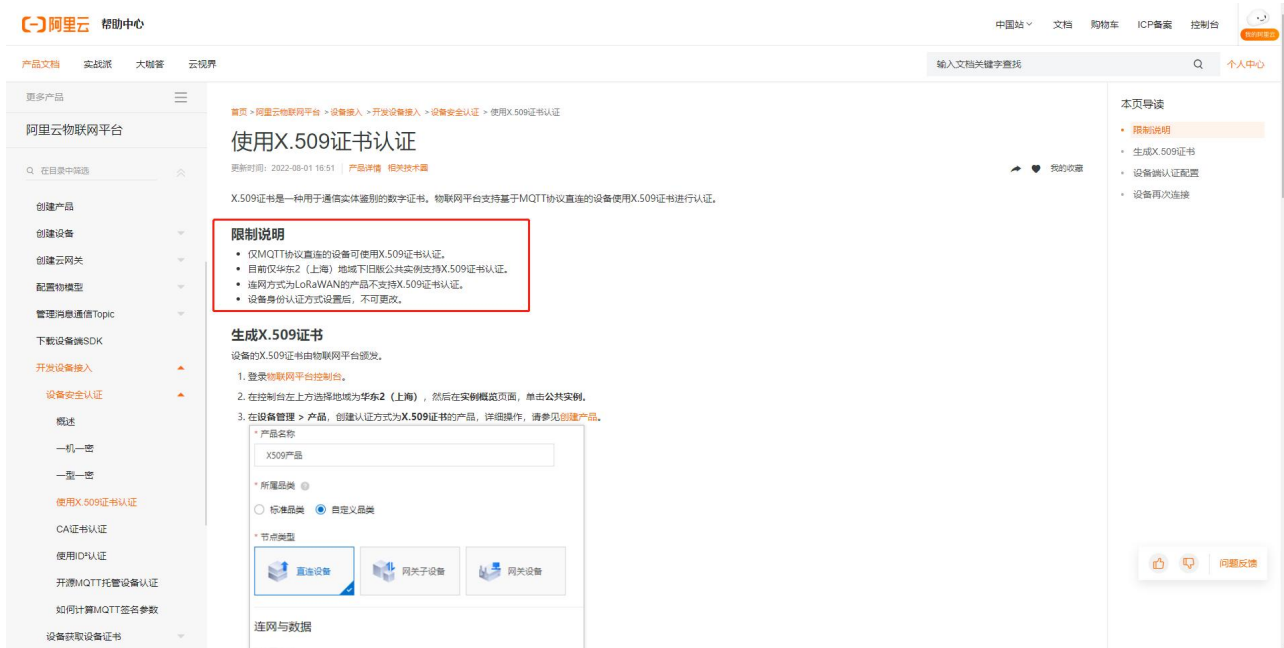 阿里云 帮助中心
中国站 文档 购物车 ICP备案 控制台
我的阿里云
产品文档 实战派 大咖答 云视界
输入文档关键字查找
个人中心
更多产品
阿里云物联网平台
在目录中筛选
创建产品
创建设备
创建云网关
配置物模型
管理消息通信Topic
下载设备端SDK
开发设备接入
设备安全认证
概述
一机一密
一型一密
使用X.509证书认证
CA证书认证
使用ID²认证
开源MQTT托管设备认证
如何计算MQTT签名参数
设备获取设备证书
首页 > 阿里云物联网平台 > 设备接入 > 开发设备接入 > 设备安全认证 > 使用X.509证书认证
使用X.509证书认证
更新时间：2022-08-01 16:51 产品详情 相关技术圈
我的收藏
X.509证书是一种用于通信实体鉴别的数字证书。物联网平台支持基于MQTT协议直连的设备使用X.509证书进行认证。
限制说明
• 仅MQTT协议直连的设备可使用X.509证书认证。
• 目前仅华东2（上海）地域下旧版公共实例支持X.509证书认证。
• 连网方式为LoRaWAN的产品不支持X.509证书认证。
• 设备身份认证方式设置后，不可更改。
生成X.509证书
设备的X.509证书由物联网平台颁发。
1. 登录物联网平台控制台。
2. 在控制台左上方选择地域为华东2（上海），然后在实例概览页面，单击公共实例。
3. 在设备管理 > 产品，创建认证方式为X.509证书的产品，详细操作，请参见创建产品。
* 产品名称
X509产品
* 所属品类
标准品类 自定义品类
* 节点类型
直连设备 网关子设备 网关设备
连网与数据
本页导读
• 限制说明
• 生成X.509证书
• 设备端认证配置
• 设备再次连接
问题反馈